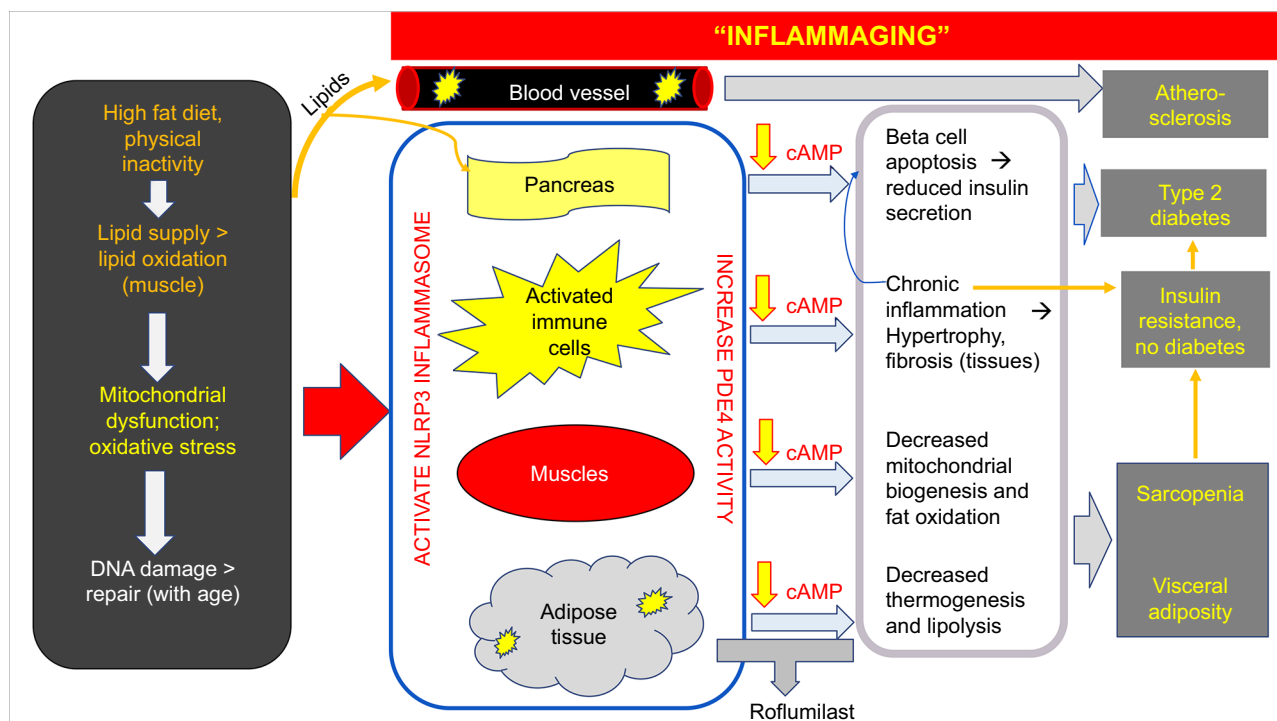 “INFLAMMAGING”
High fat diet,
physical
inactivity
Lipid supply >
lipid oxidation
(muscle)
Mitochondrial
dysfunction;
oxidative stress
DNA damage >
repair (with age)
Lipids
Blood vessel
ACTIVATE NLRP3 INFLAMMASOME
Pancreas
Activated
immune
cells
Muscles
Adipose
tissue
INCREASE PDE4 ACTIVITY
cAMP
cAMP
cAMP
cAMP
Roflumilast
Beta cell
apoptosis →
reduced insulin
secretion
Chronic
inflammation →
Hypertrophy,
fibrosis (tissues)
Decreased
mitochondrial
biogenesis and
fat oxidation
Decreased
thermogenesis
and lipolysis
Athero-
sclerosis
Type 2
diabetes
Insulin
resistance,
no diabetes
Sarcopenia
Visceral
adiposity